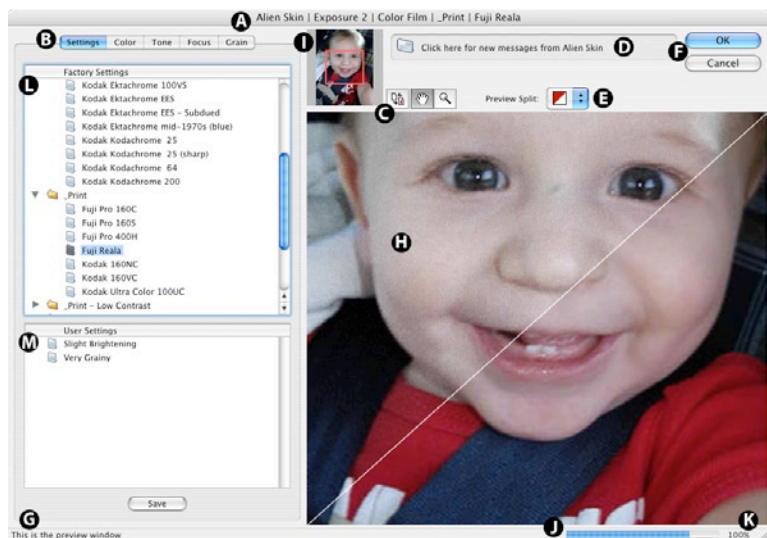 A Alien Skin | Exposure 2 | Color Film | _Print | Fuji Reala
B Settings Color Tone Focus Grain
I
D Click here for new messages from Alien Skin
F OK
Cancel
C Preview Split: E
L Factory Settings
Kodak Ektachrome 100VS
Kodak Ektachrome EES
Kodak Ektachrome EES - Subdued
Kodak Ektachrome mid-1970s (blue)
Kodak Kodachrome 25
Kodak Kodachrome 25 (sharp)
Kodak Kodachrome 64
Kodak Kodachrome 200
_Print
Fuji Pro 160C
Fuji Pro 160S
Fuji Pro 400H
Fuji Reala
Kodak 160NC
Kodak 160VC
Kodak Ultra Color 100UC
_Print - Low Contrast
H
User Settings
M Slight Brightening
Very Grainy
Save
G
This is the preview window
J
K
100%